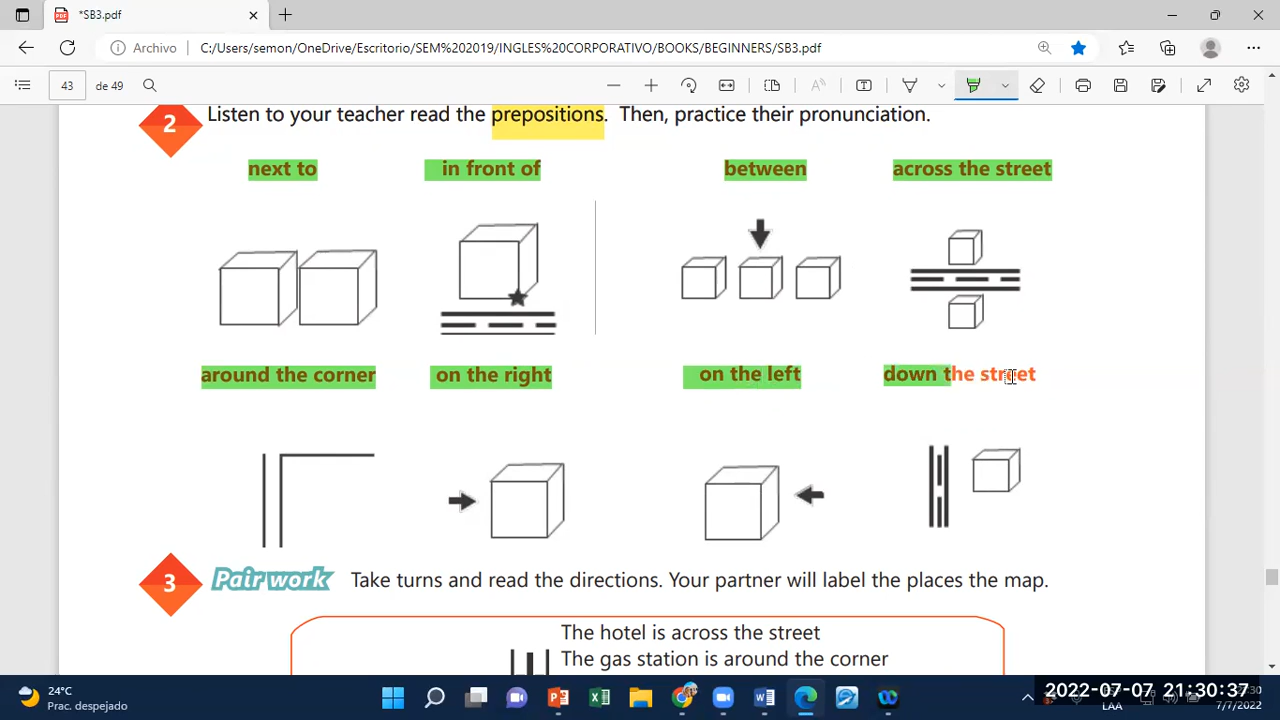 *SB3.pdf
Archivo C:/Users/semon/OneDrive/Escritorio/SEM%202019/INGLES%20CORPORATIVO/BOOKS/BEGINNERS/SB3.pdf
43 de 49
2 Listen to your teacher read the prepositions. Then, practice their pronunciation.
next to in front of between across the street
around the corner on the right on the left down the street
3 Pair work Take turns and read the directions. Your partner will label the places the map.
The hotel is across the street
The gas station is around the corner
24°C
Prac. despejado
LAA
2022-07-07 21:30:37
7/7/2022